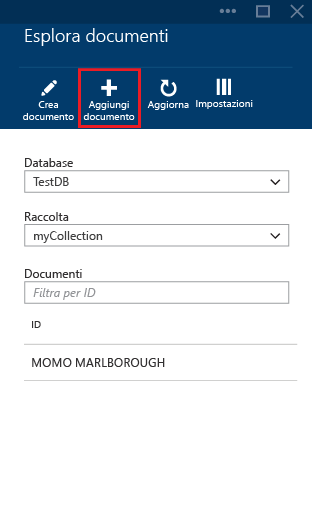 Esplora documenti
Crea documento
Aggiungi documento
Aggiorna
Impostazioni
Database
TestDB
Raccolta
myCollection
Documenti
Filtra per ID
ID
MOMO MARLBOROUGH